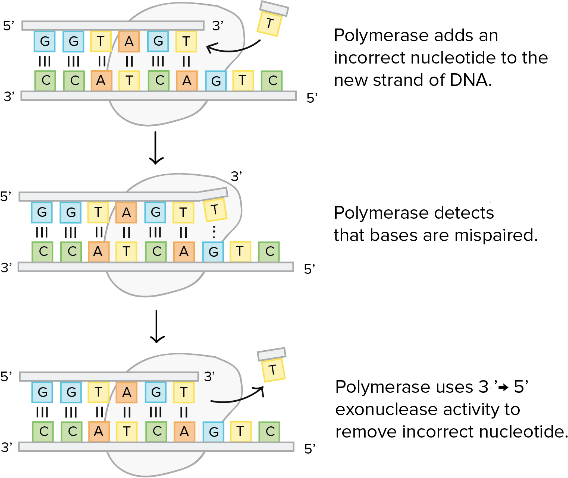 5' 3' T
G G T A G T
C C A T C A G T C
3' 5'
Polymerase adds an
incorrect nucleotide to the
new strand of DNA.
3'
5'
G G T A G T T
C C A T C A G T C
3' 5'
Polymerase detects
that bases are mispaired.
5' 3' T
G G T A G T
C C A T C A G T C
3' 5'
Polymerase uses 3 '→ 5'
exonuclease activity to
remove incorrect nucleotide.